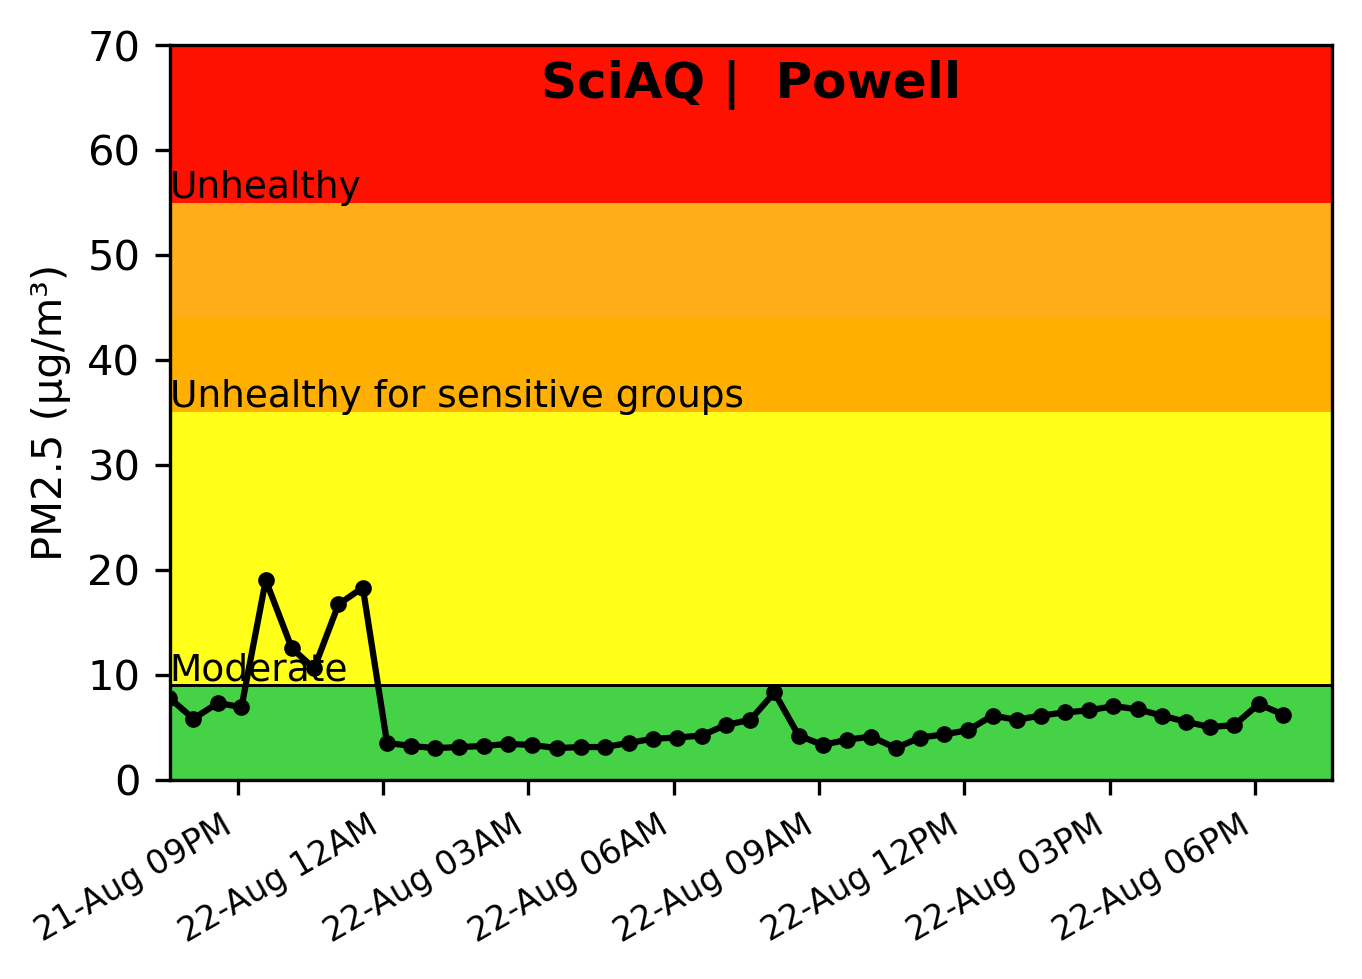 SciAQ | Powell
70
60
50
40
30
20
10
0
PM2.5 (µg/m³)
Unhealthy
Unhealthy for sensitive groups
Moderate
21-Aug 09PM
22-Aug 12AM
22-Aug 03AM
22-Aug 06AM
22-Aug 09AM
22-Aug 12PM
22-Aug 03PM
22-Aug 06PM